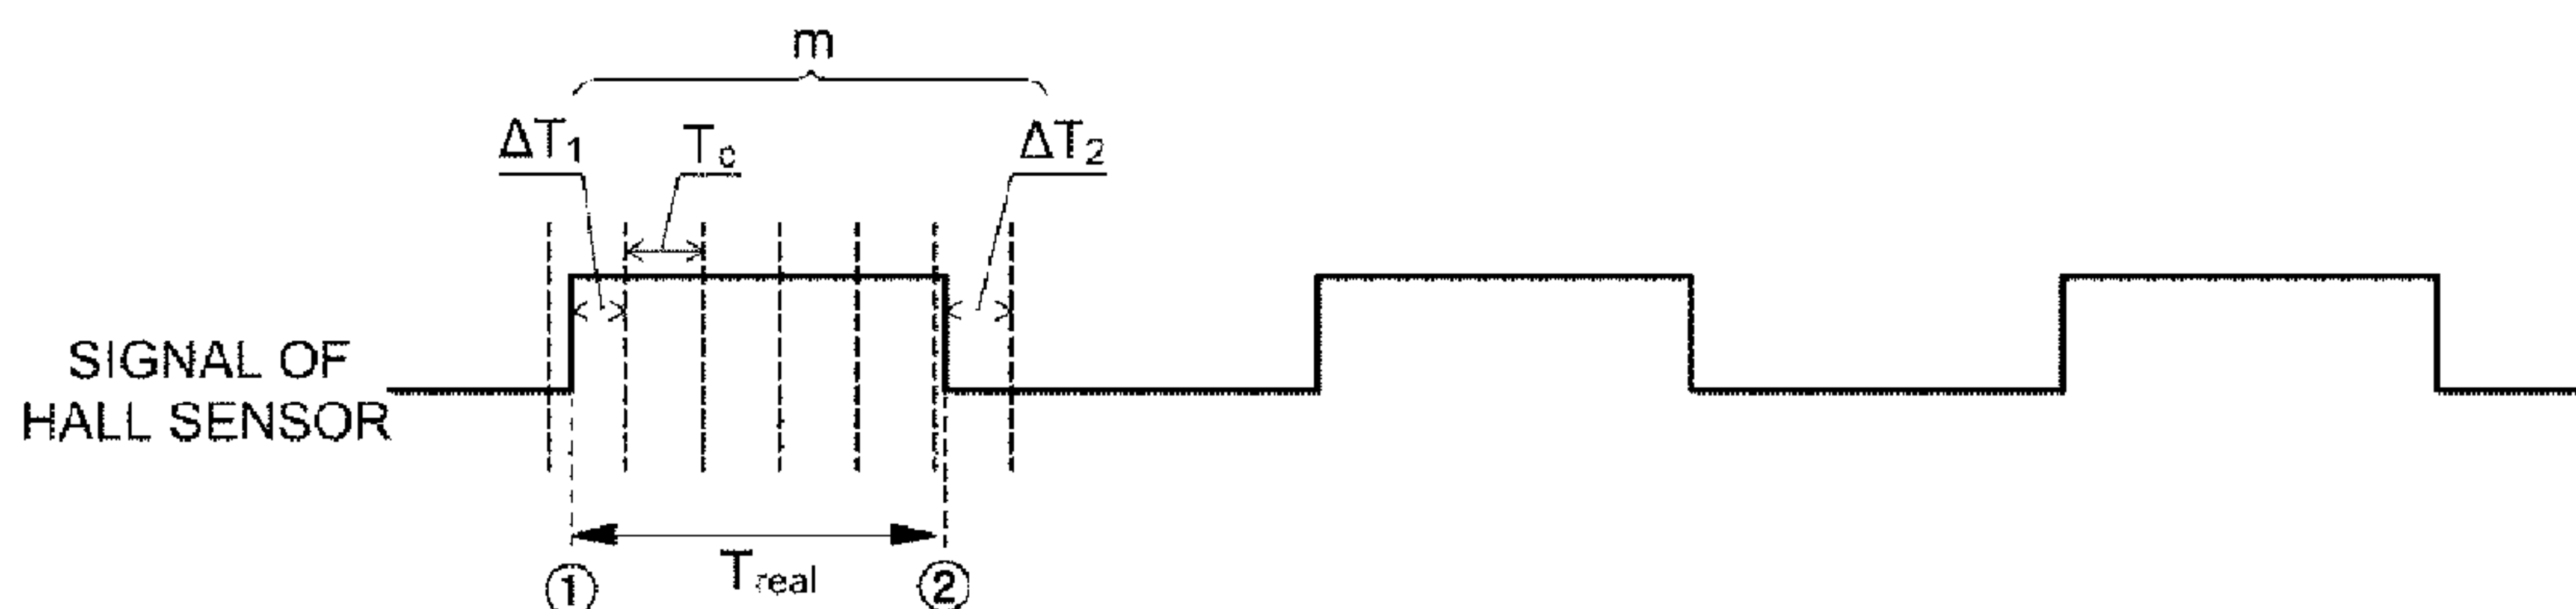 m
ΔT1
Tc
ΔT2
SIGNAL OF
HALL SENSOR
Treal
①
②